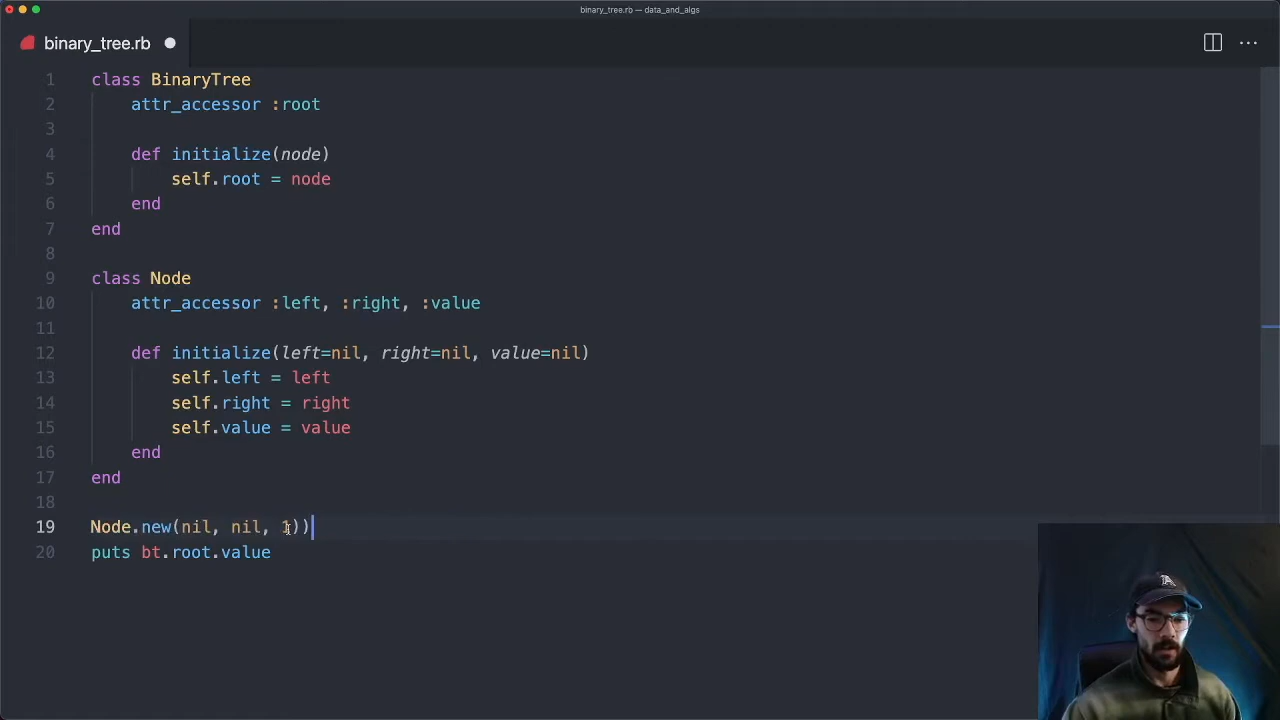 binary_tree.rb — data_and_algs
binary_tree.rb
1 class BinaryTree
2 attr_accessor :root
3
4 def initialize(node)
5 self.root = node
6 end
7 end
8
9 class Node
10 attr_accessor :left, :right, :value
11
12 def initialize(left=nil, right=nil, value=nil)
13 self.left = left
14 self.right = right
15 self.value = value
16 end
17 end
18
19 Node.new(nil, nil, 1))
20 puts bt.root.value